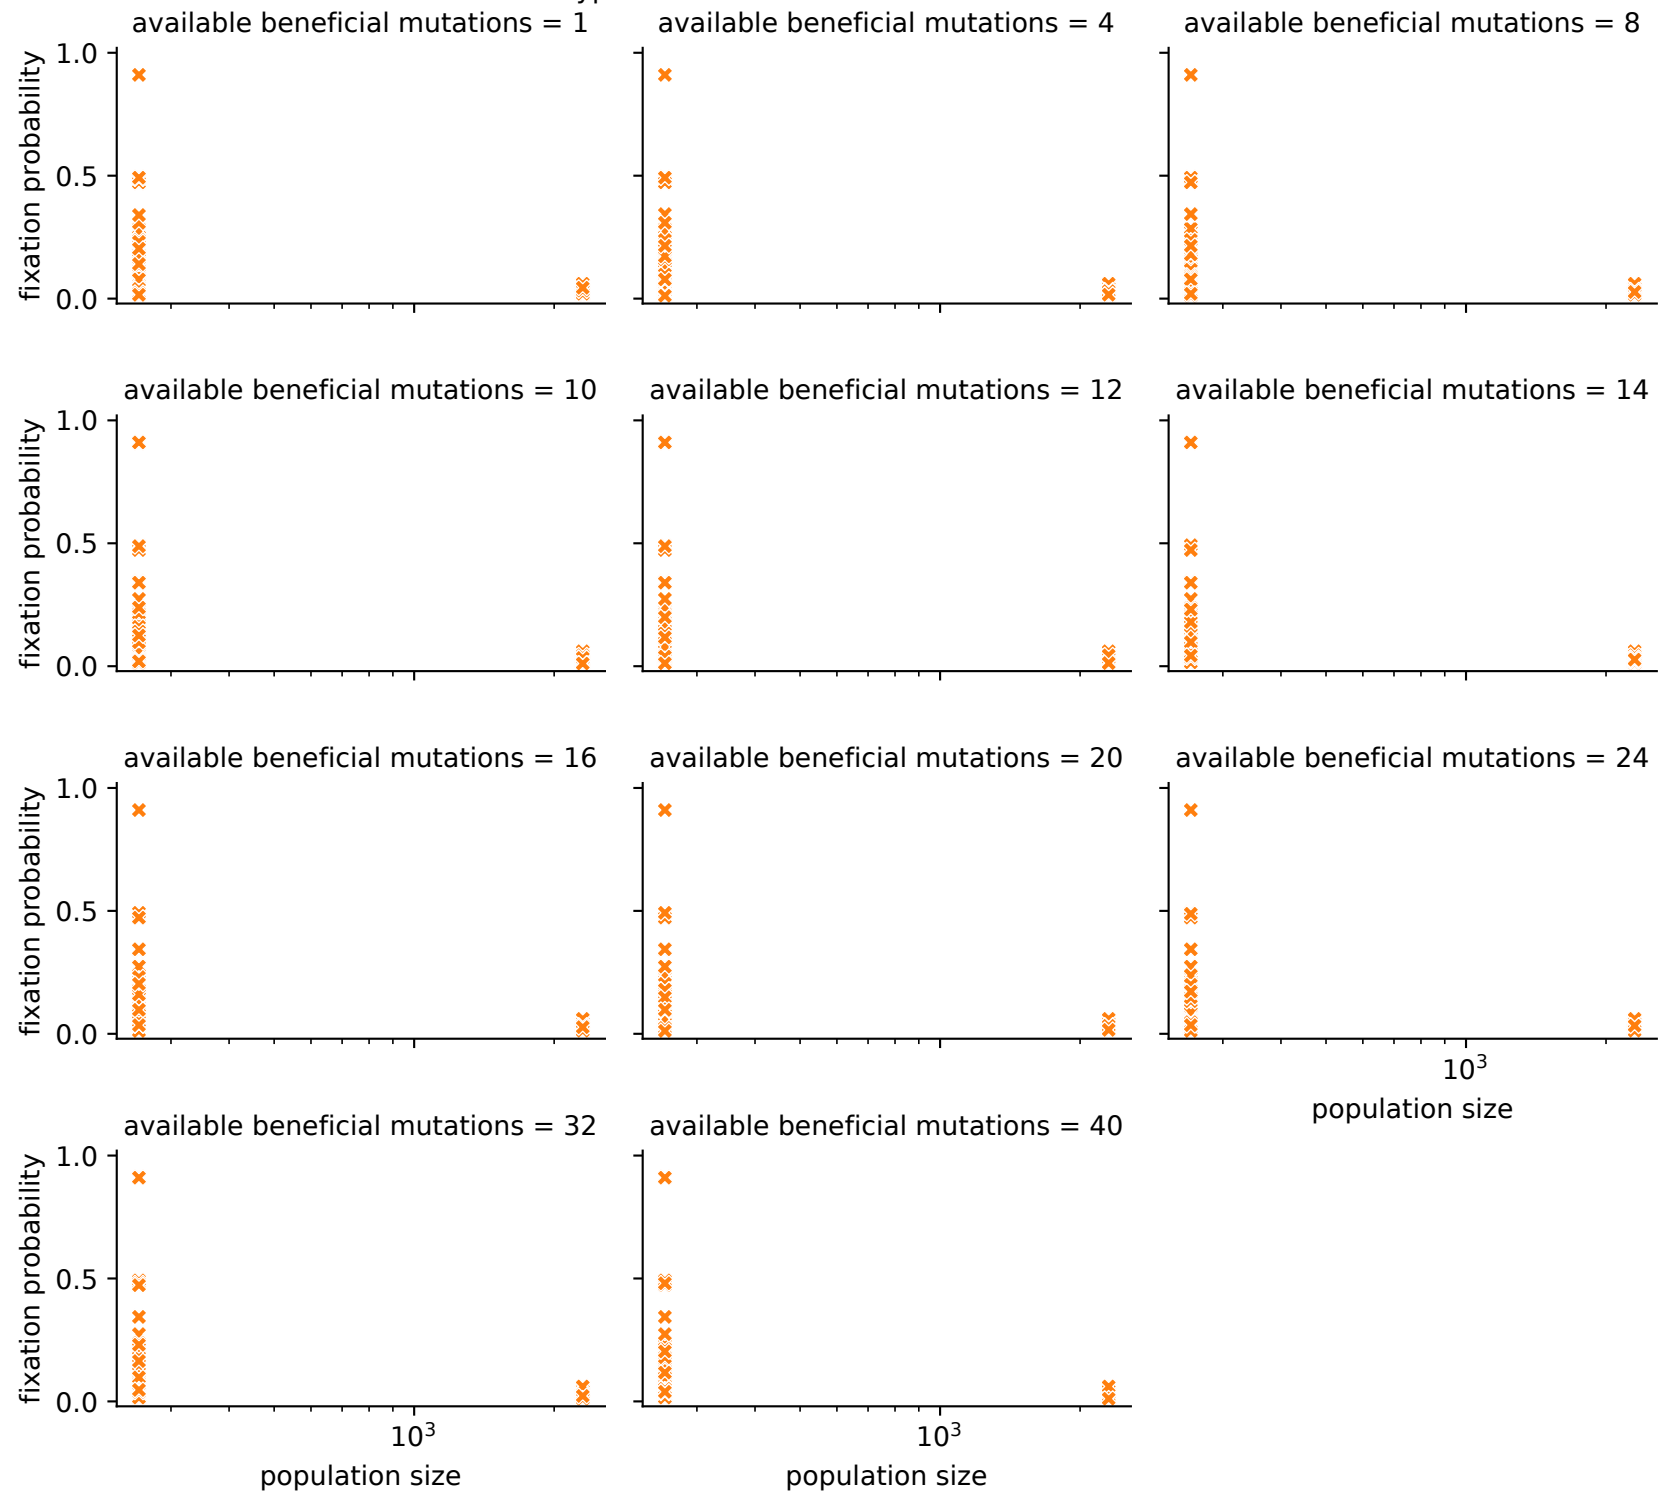 available beneficial mutations = 1
available beneficial mutations = 4
available beneficial mutations = 8
fixation probability
1.0
0.5
0.0
available beneficial mutations = 10
available beneficial mutations = 12
available beneficial mutations = 14
fixation probability
1.0
0.5
0.0
available beneficial mutations = 16
available beneficial mutations = 20
available beneficial mutations = 24
fixation probability
1.0
0.5
0.0
10³
population size
available beneficial mutations = 32
available beneficial mutations = 40
fixation probability
1.0
0.5
0.0
10³
10³
population size
population size